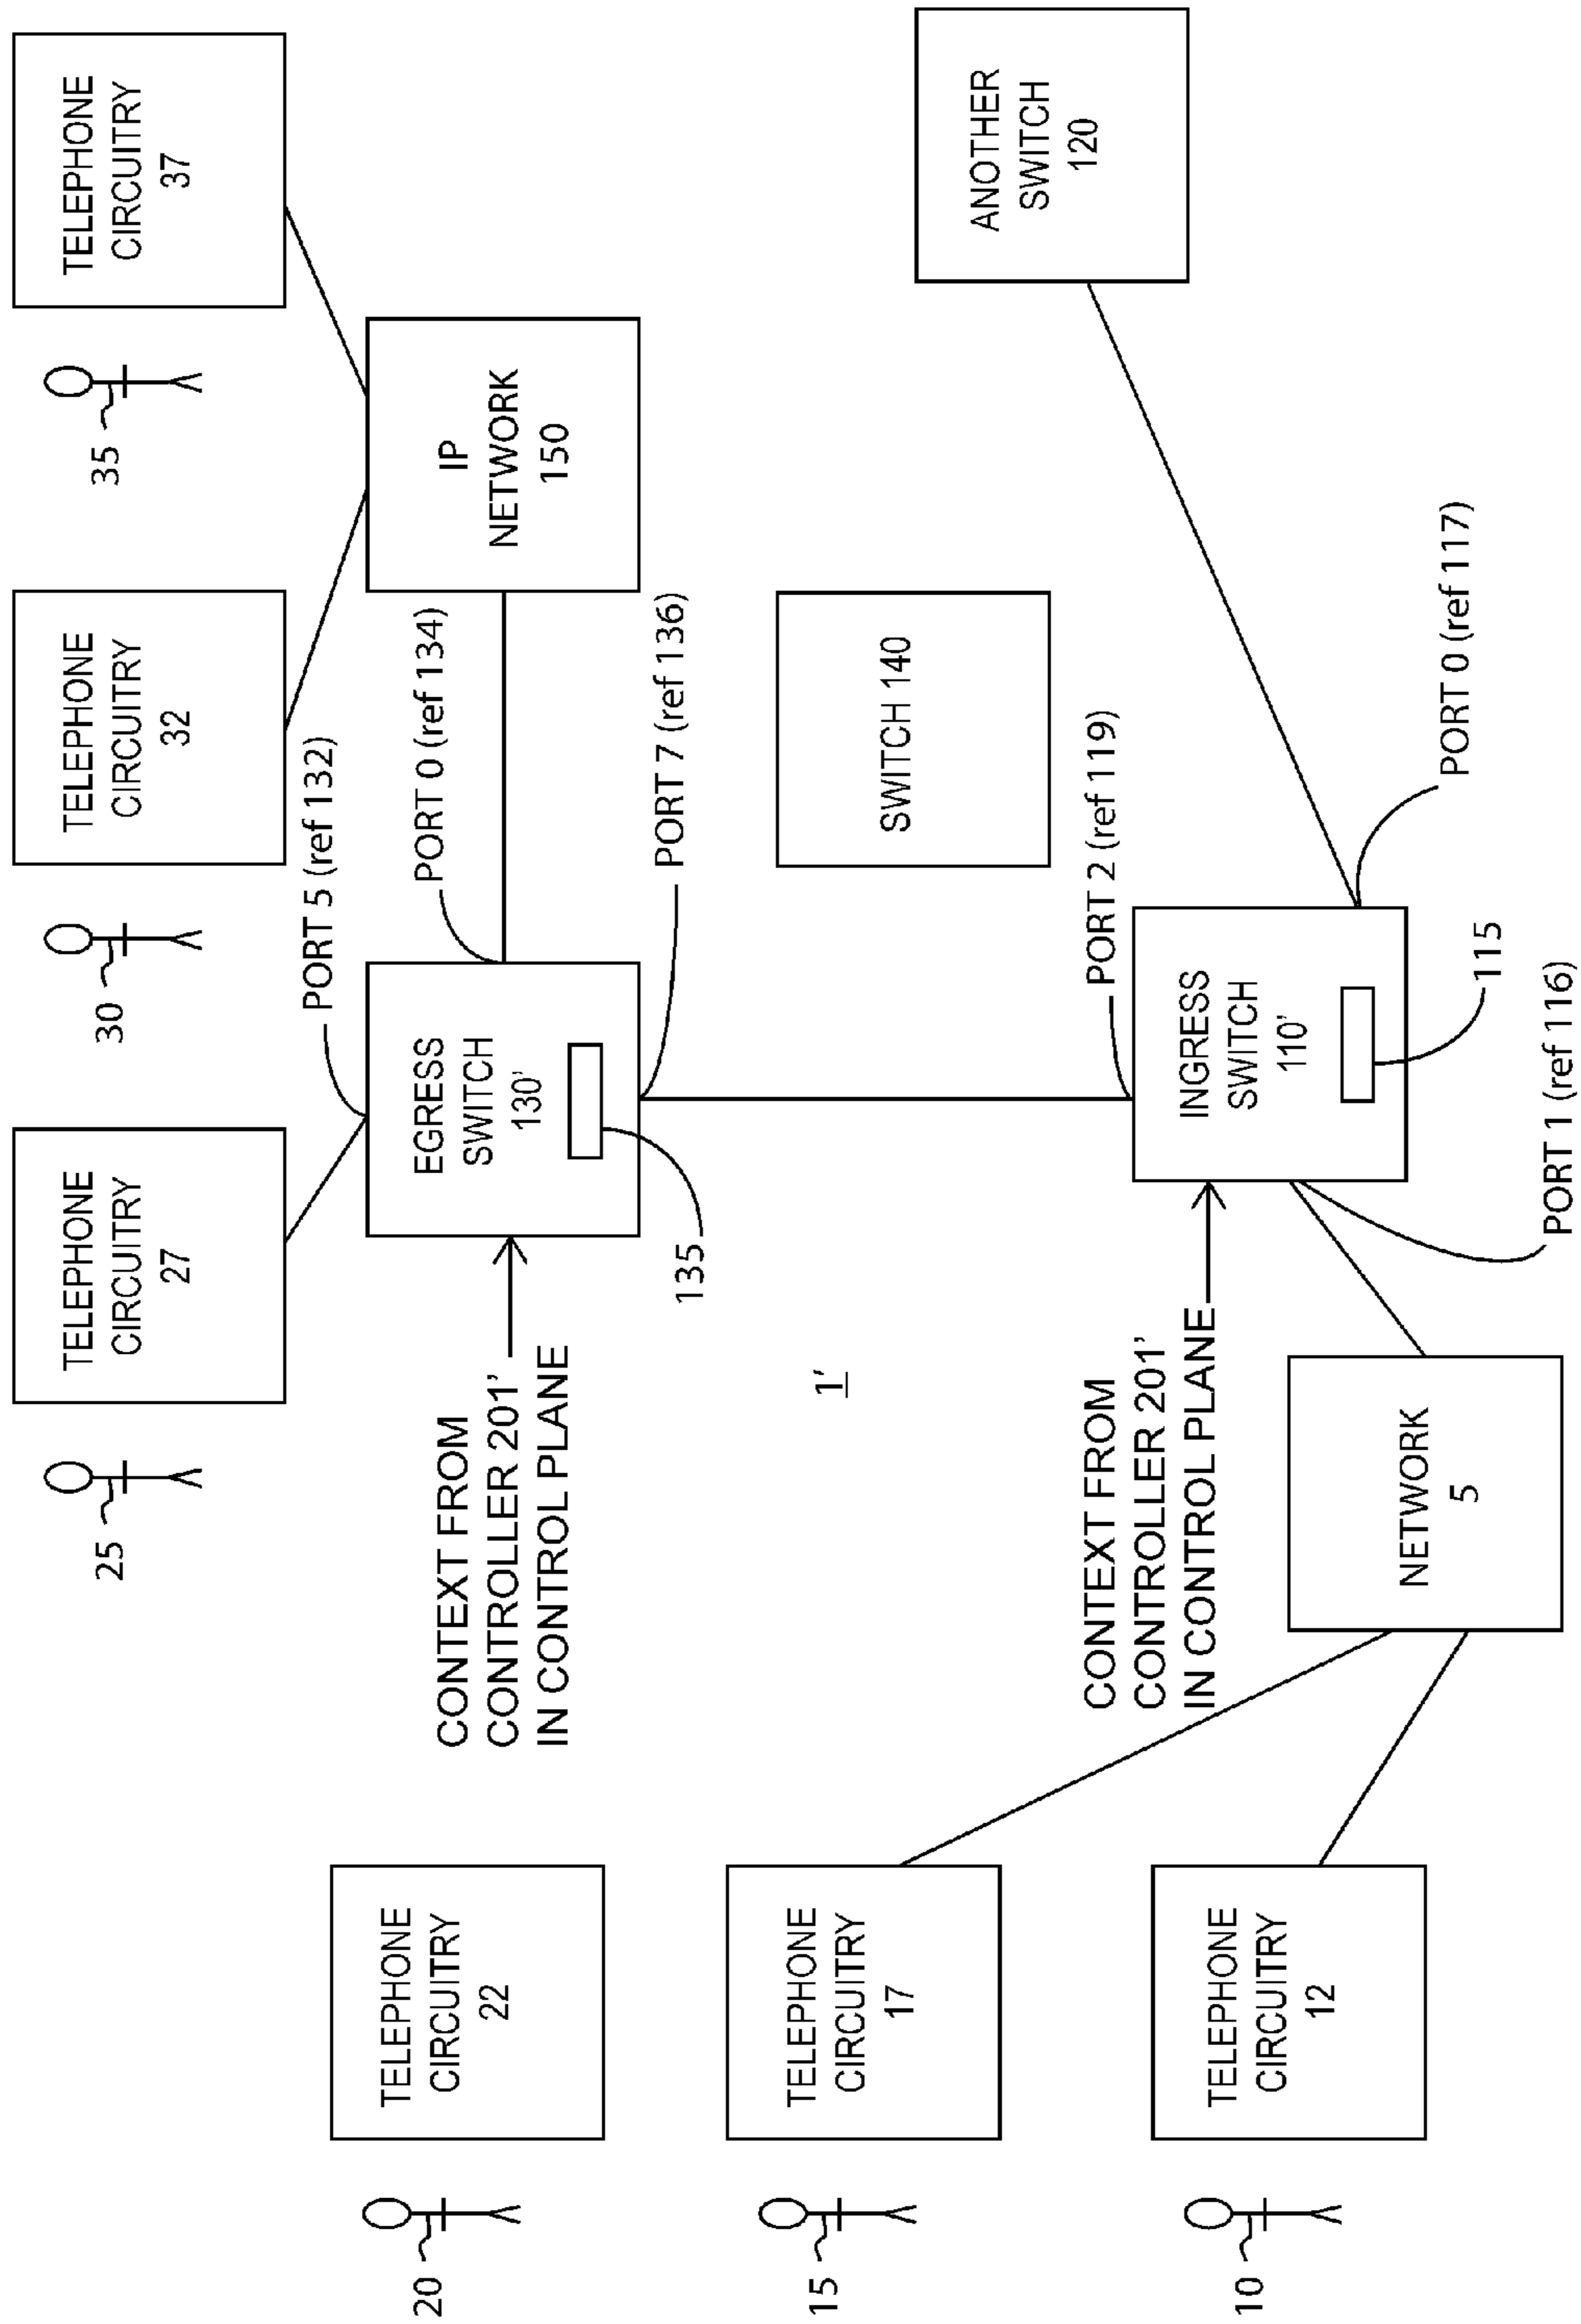 25
TELEPHONE
CIRCUITRY
27
30
TELEPHONE
CIRCUITRY
32
35
TELEPHONE
CIRCUITRY
37
PORT 5 (ref 132)
20
TELEPHONE
CIRCUITRY
22
CONTEXT FROM
CONTROLLER 201'
IN CONTROL PLANE
EGRESS
SWITCH
130'
135
PORT 0 (ref 134)
IP
NETWORK
150
PORT 7 (ref 136)
1'
SWITCH 140
15
TELEPHONE
CIRCUITRY
17
ANOTHER
SWITCH
120
PORT 2 (ref 119)
CONTEXT FROM
CONTROLLER 201'
IN CONTROL PLANE
INGRESS
SWITCH
110'
115
10
TELEPHONE
CIRCUITRY
12
NETWORK
5
PORT 0 (ref 117)
PORT 1 (ref 116)